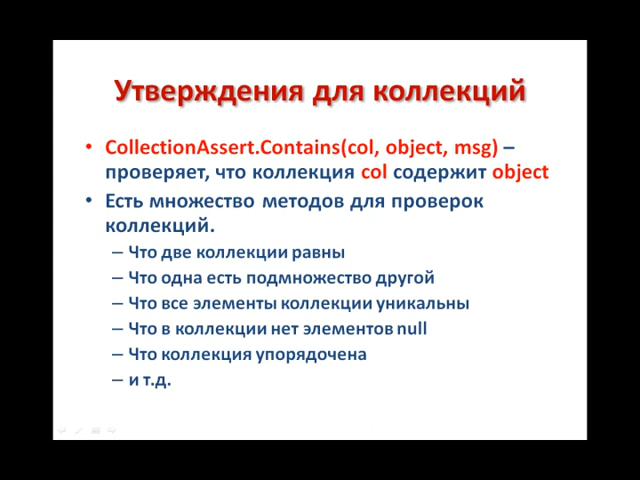 Утверждения для коллекций
• CollectionAssert.Contains(col, object, msg) –
проверяет, что коллекция col содержит object
• Есть множество методов для проверок
коллекций.
– Что две коллекции равны
– Что одна есть подмножество другой
– Что все элементы коллекции уникальны
– Что в коллекции нет элементов null
– Что коллекция упорядочена
– и т.д.